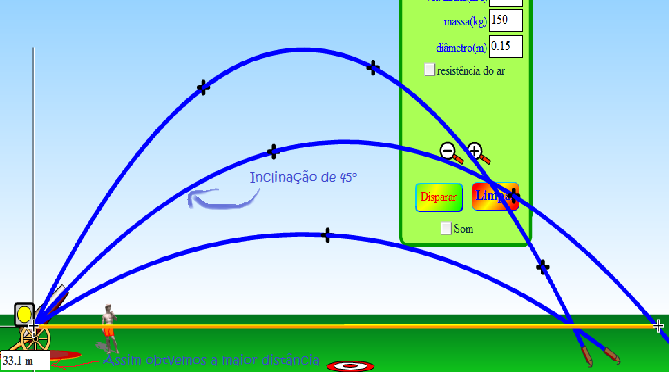 massa(kg) 150
diâmetro(m) 0.15
resistência do ar
Inclinação de 45°
Disparar
Limpar
Som
33.1 m
Assim obtvemos a maior distância